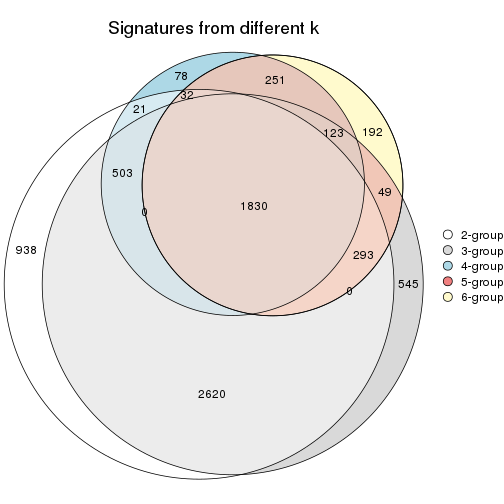 Signatures from different k
78
251
32
21
123
192
503
49
1830
0
938
293
545
0
2620
2-group
3-group
4-group
5-group
6-group